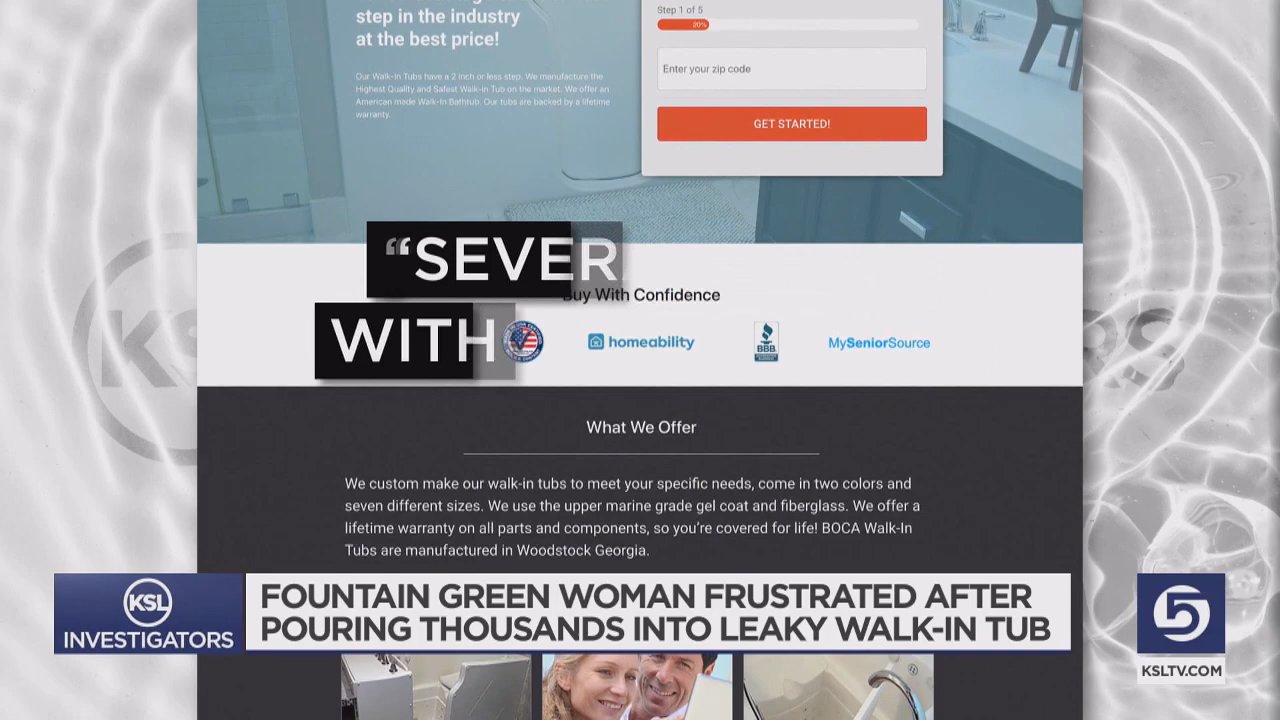 step in the industry
at the best price!
Our Walk-In Tubs have a 2 inch or less step. We manufacture the
Highest Quality and Safest Walk-in Tub on the market. We offer an
American made Walk-In Bathtub. Our tubs are backed by a lifetime
warranty.
Step 1 of 5
20%
Enter your zip code
GET STARTED!
“SEVER
WITH
Buy With Confidence
homeability
BBB
MySeniorSource
What We Offer
We custom make our walk-in tubs to meet your specific needs, come in two colors and
seven different sizes. We use the upper marine grade gel coat and fiberglass. We offer a
lifetime warranty on all parts and components, so you're covered for life! BOCA Walk-In
Tubs are manufactured in Woodstock Georgia.
KSL
INVESTIGATORS
FOUNTAIN GREEN WOMAN FRUSTRATED AFTER
POURING THOUSANDS INTO LEAKY WALK-IN TUB
5
KSLTV.COM